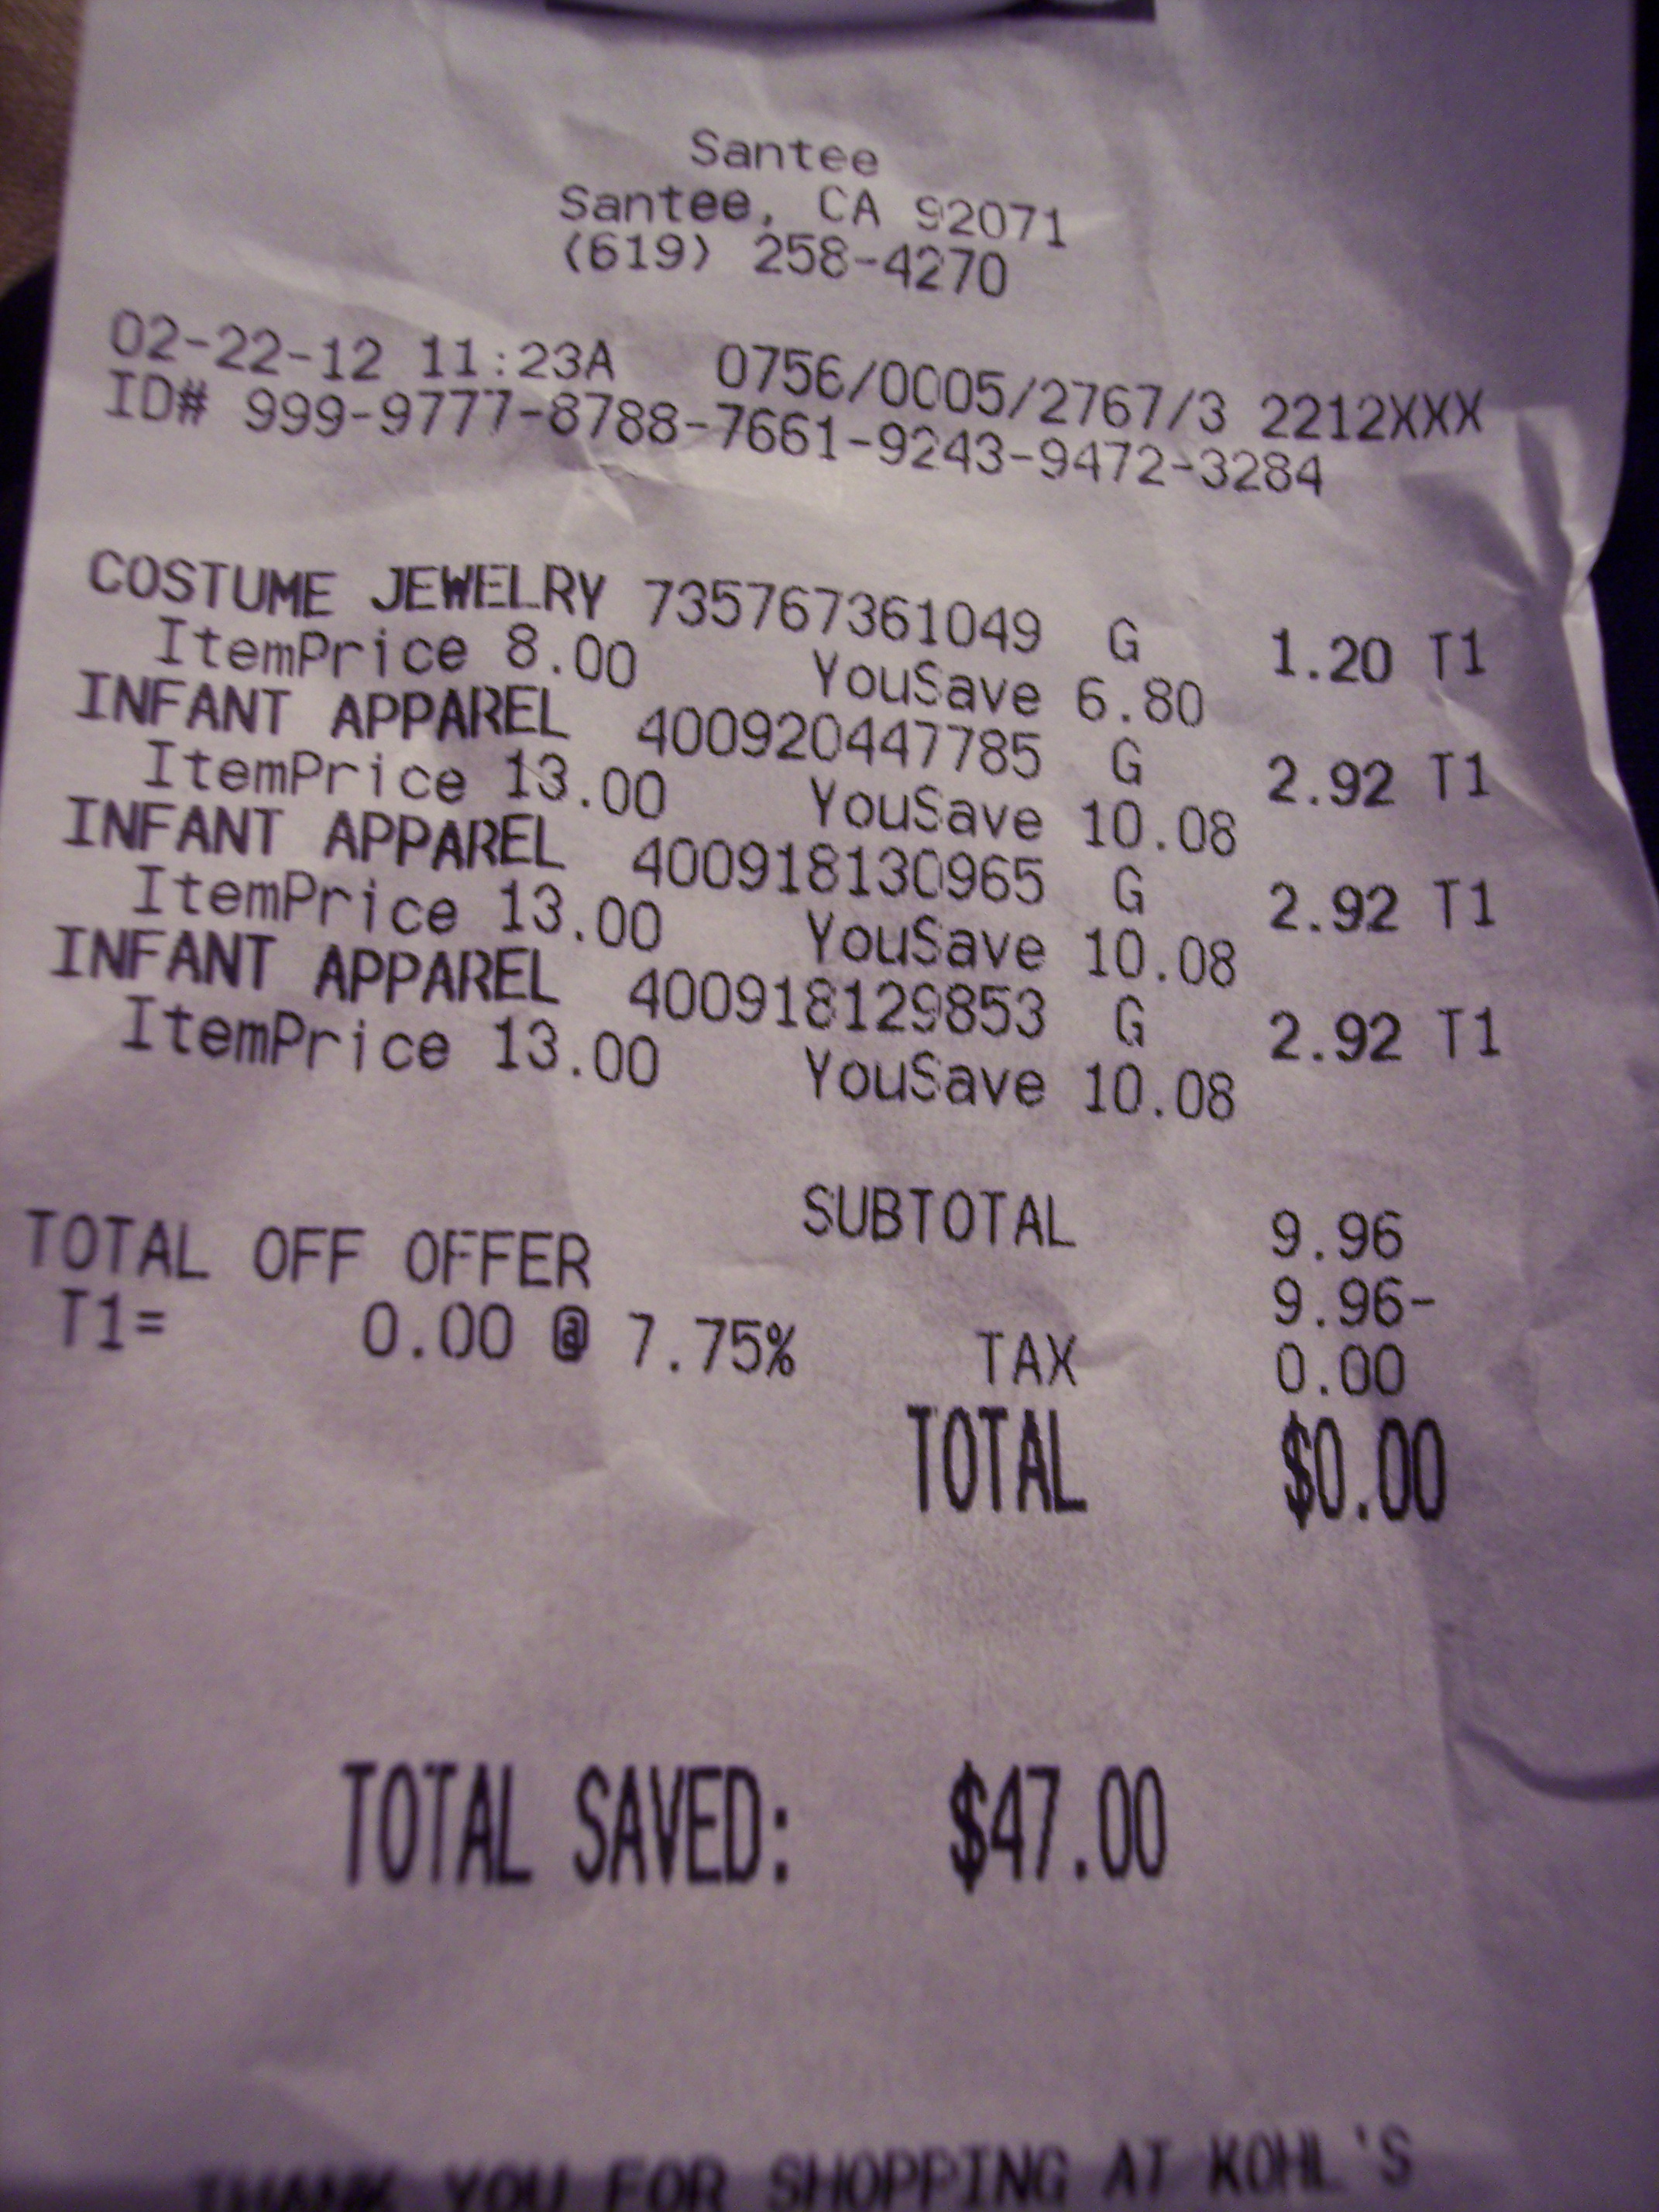 Santee
Santee, CA 92071
(619) 258-4270
02-22-12 11:23A 0756/0005/2767/3 2212XXX
ID# 999-9777-8788-7661-9243-9472-3284
COSTUME JEWELRY 735767361049 G 1.20 T1
ItemPrice 8.00 YouSave 6.80
INFANT APPAREL 400920447785 G 2.92 T1
ItemPrice 13.00 YouSave 10.08
INFANT APPAREL 400918130965 G 2.92 T1
ItemPrice 13.00 YouSave 10.08
INFANT APPAREL 400918129853 G 2.92 T1
ItemPrice 13.00 YouSave 10.08
SUBTOTAL 9.96
TOTAL OFF OFFER 9.96-
T1= 0.00 @ 7.75% TAX 0.00
TOTAL $0.00
TOTAL SAVED: $47.00
THANK YOU FOR SHOPPING AT KOHL'S